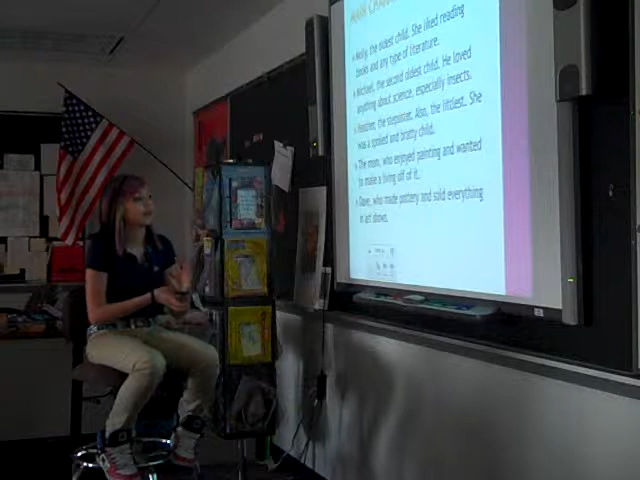 MAIN
Molly, the oldest child. She liked reading
books and any type of literature.
Michael, the second oldest child. He loved
anything about science, especially insects.
Heather, the stepsister. Also, the littlest. She
was a spoiled and bratty child.
The mom, who enjoyed painting and wanted
to make a living off of it.
Dave, who made pottery and sold everything
in art shows.